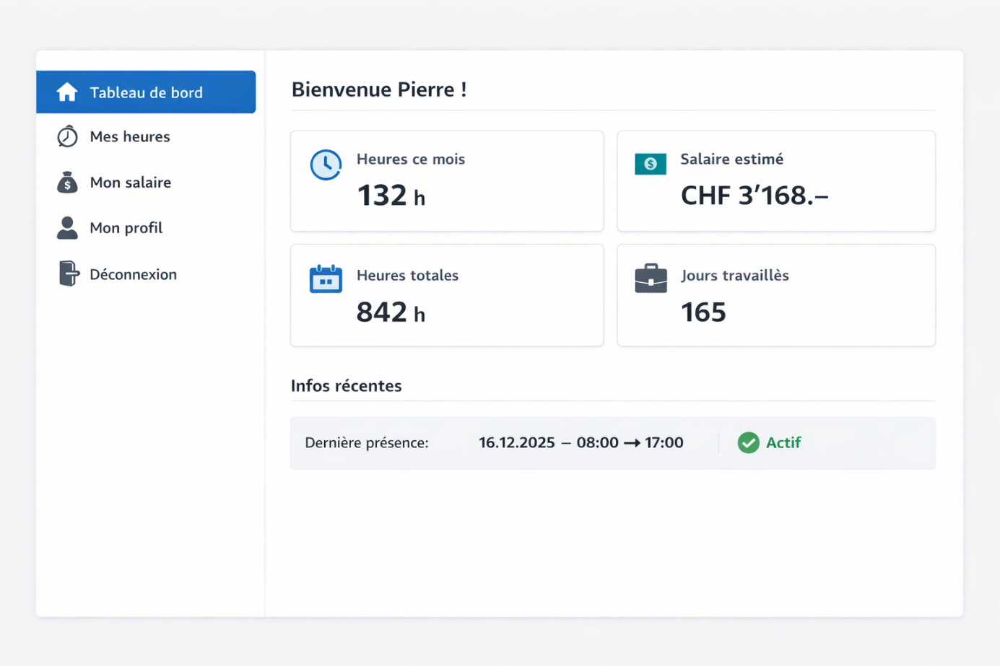 Tableau de bord
Mes heures
Mon salaire
Mon profil
Déconnexion
Bienvenue Pierre !
Heures ce mois
132 h
Salaire estimé
CHF 3’168.–
Heures totales
842 h
Jours travaillès
165
Infos récentes
Dernière présence: 16.12.2025 – 08:00 → 17:00 Actif